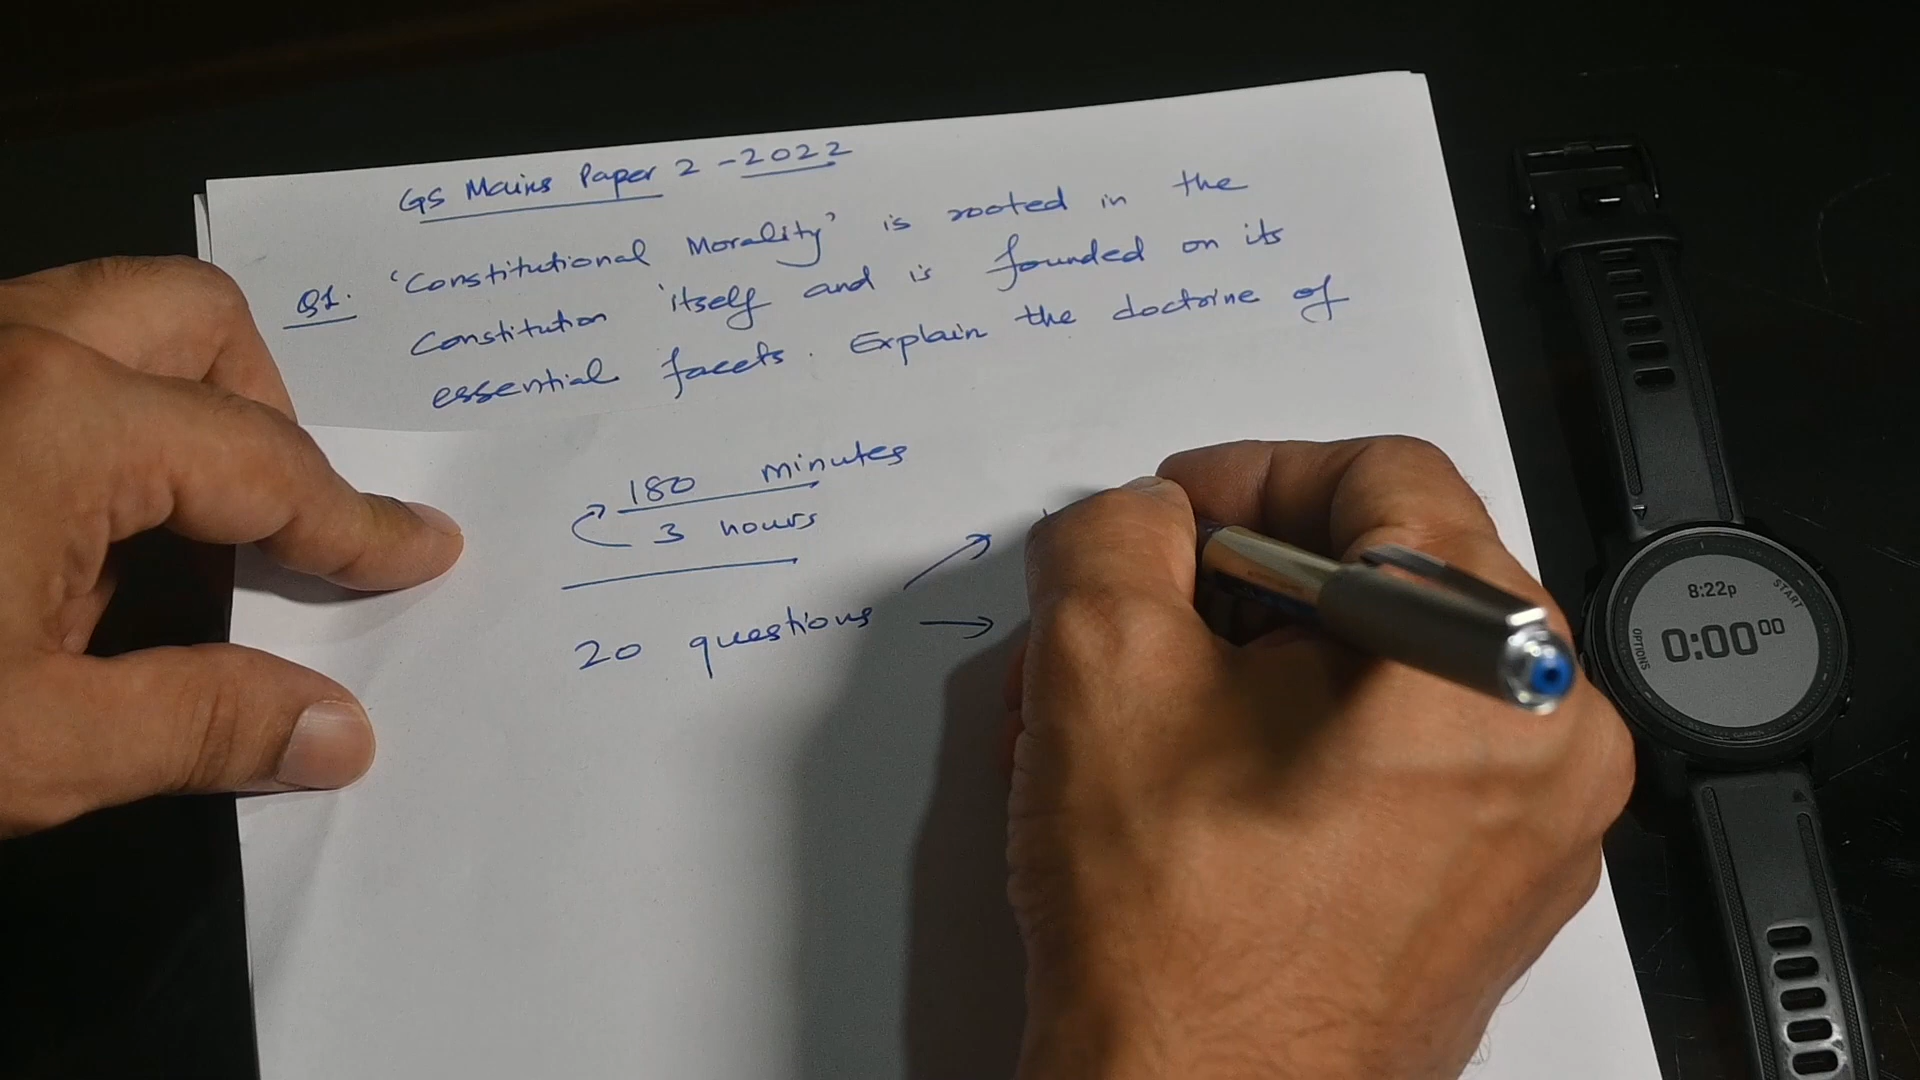 GS Mains Paper 2 - 2022
Q1. 'Constitutional Morality' is rooted in the
Constitution itself and is founded on its
essential facets. Explain the doctrine of
180 minutes
3 hours
20 questions
8:22p
START
0:00 00
OPTIONS
GARMIN